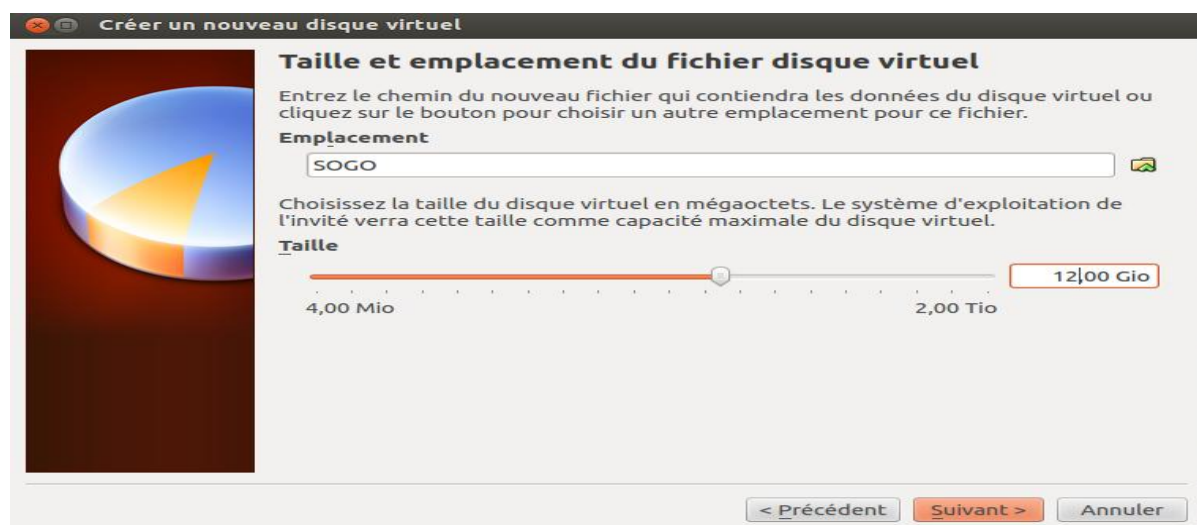 Créer un nouveau disque virtuel
Taille et emplacement du fichier disque virtuel
Entrez le chemin du nouveau fichier qui contiendra les données du disque virtuel ou
cliquez sur le bouton pour choisir un autre emplacement pour ce fichier.
Emplacement
SOGO
Choisissez la taille du disque virtuel en mégaoctets. Le système d'exploitation de
l'invité verra cette taille comme capacité maximale du disque virtuel.
Taille
12,00 Gio
4,00 Mio 2,00 Tio
< Précédent Suivant > Annuler